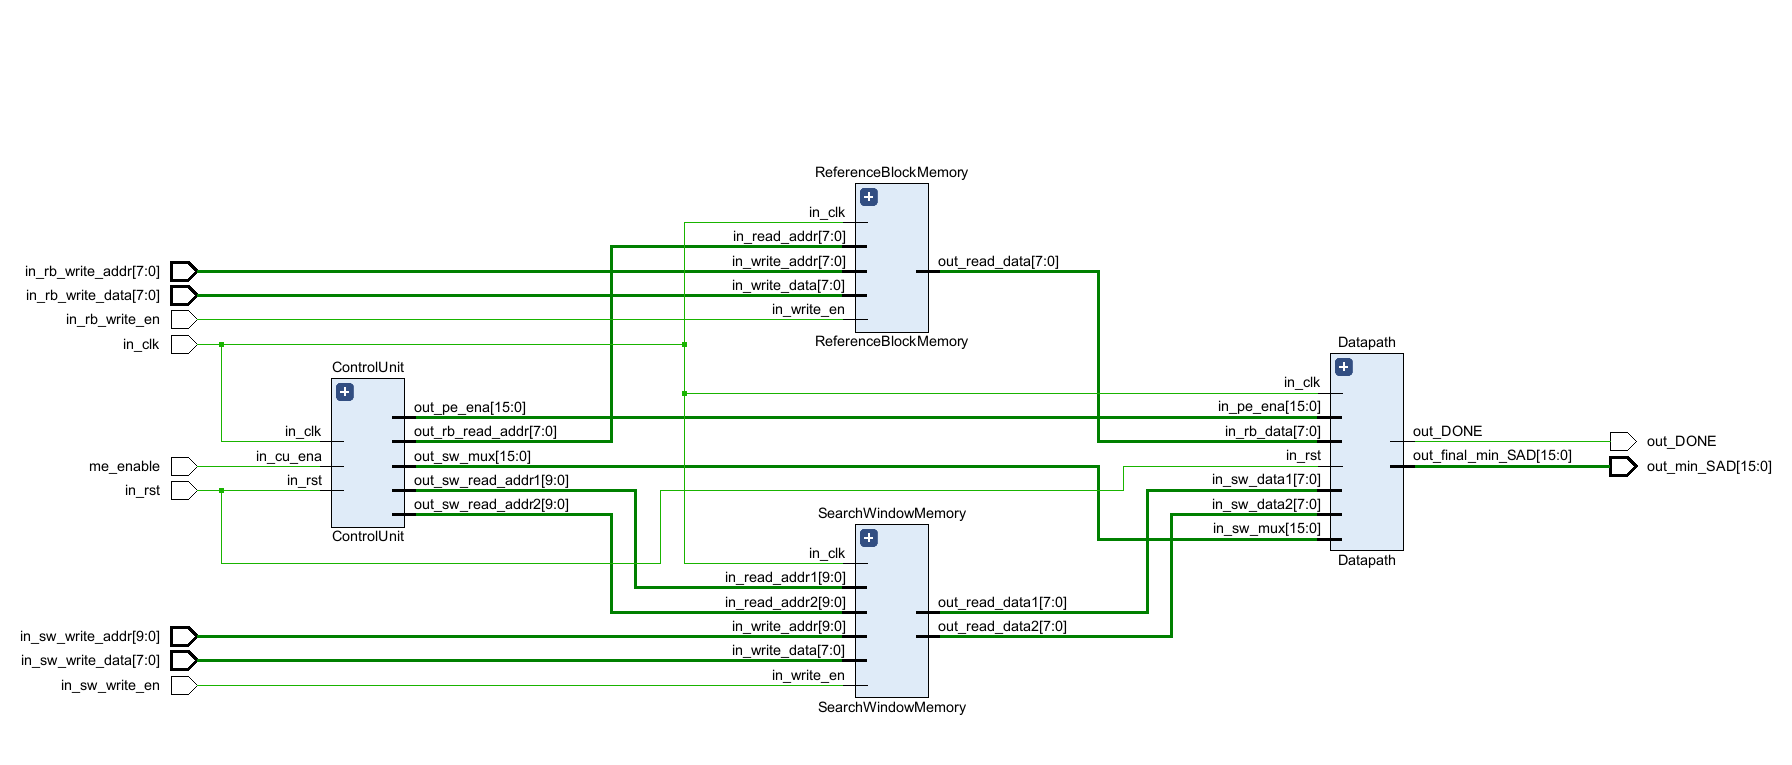 in_rb_write_addr[7:0]
in_rb_write_data[7:0]
in_rb_write_en
in_clk
me_enable
in_rst
in_sw_write_addr[9:0]
in_sw_write_data[7:0]
in_sw_write_en
ControlUnit
in_clk
in_cu_ena
in_rst
out_pe_ena[15:0]
out_rb_read_addr[7:0]
out_sw_mux[15:0]
out_sw_read_addr1[9:0]
out_sw_read_addr2[9:0]
ControlUnit
ReferenceBlockMemory
in_clk
in_read_addr[7:0]
in_write_addr[7:0]
in_write_data[7:0]
in_write_en
out_read_data[7:0]
ReferenceBlockMemory
SearchWindowMemory
in_clk
in_read_addr1[9:0]
in_read_addr2[9:0]
in_write_addr[9:0]
in_write_data[7:0]
in_write_en
out_read_data1[7:0]
out_read_data2[7:0]
SearchWindowMemory
Datapath
in_clk
in_pe_ena[15:0]
in_rb_data[7:0]
in_rst
in_sw_data1[7:0]
in_sw_data2[7:0]
in_sw_mux[15:0]
out_DONE
out_final_min_SAD[15:0]
Datapath
out_DONE
out_min_SAD[15:0]